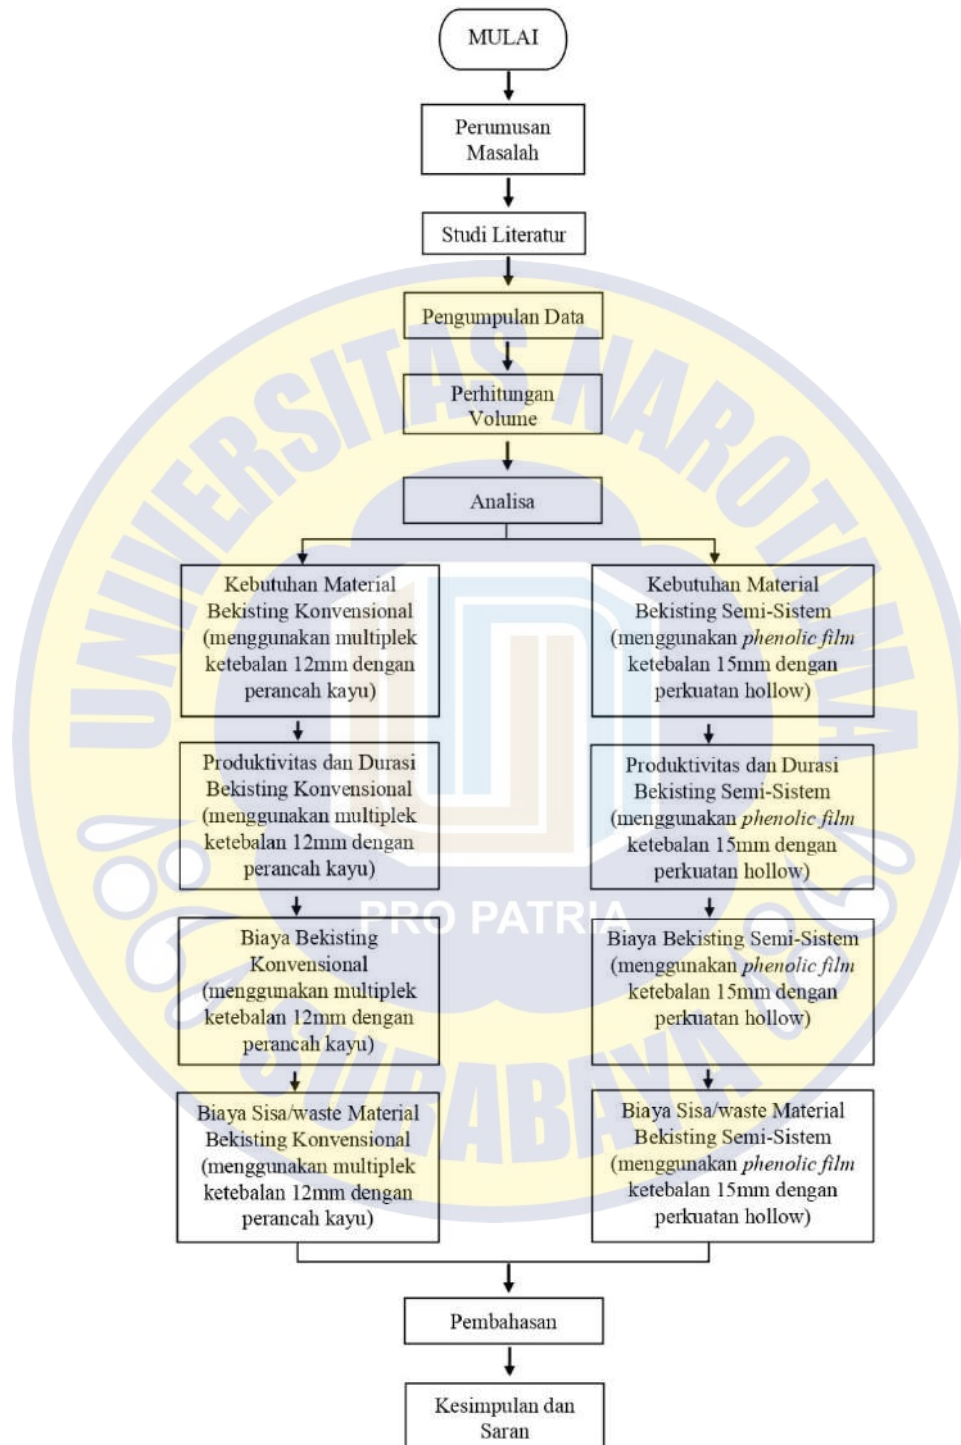 MULAI
Perumusan
Masalah
Studi Literatur
Pengumpulan Data
Perhitungan
Volume
Analisa
Kebutuhan Material
Bekisting Konvensional
(menggunakan multiplek
ketebalan 12mm dengan
perancah kayu)
Produktivitas dan Durasi
Bekisting Konvensional
(menggunakan multiplek
ketebalan 12mm dengan
perancah kayu)
Biaya Bekisting
Konvensional
(menggunakan multiplek
ketebalan 12mm dengan
perancah kayu)
Biaya Sisa/waste Material
Bekisting Konvensional
(menggunakan multiplek
ketebalan 12mm dengan
perancah kayu)
Kebutuhan Material
Bekisting Semi-Sistem
(menggunakan phenolic film
ketebalan 15mm dengan
perkuatan hollow)
Produktivitas dan Durasi
Bekisting Semi-Sistem
(menggunakan phenolic film
ketebalan 15mm dengan
perkuatan hollow)
Biaya Bekisting Semi-Sistem
(menggunakan phenolic film
ketebalan 15mm dengan
perkuatan hollow)
Biaya Sisa/waste Material
Bekisting Semi-Sistem
(menggunakan phenolic film
ketebalan 15mm dengan
perkuatan hollow)
Pembahasan
Kesimpulan dan
Saran
UNIVERSITAS NAROTAMA
PRO PATRIA
SURABAYA